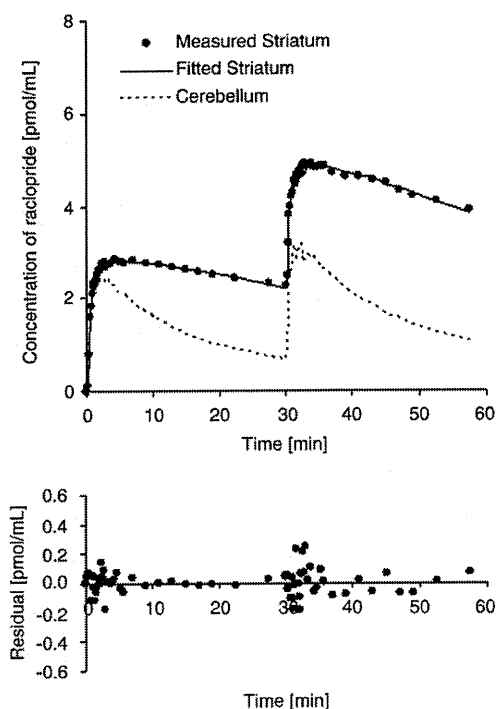 Measured Striatum
Fitted Striatum
Cerebellum
Concentration of raclopride [pmol/mL]
8
6
4
2
0
0 10 20 30 40 50 60
Time [min]
Residual [pmol/mL]
0.6
0.4
0.2
0.0
-0.2
-0.4
-0.6
0 10 20 30 40 50 60
Time [min]